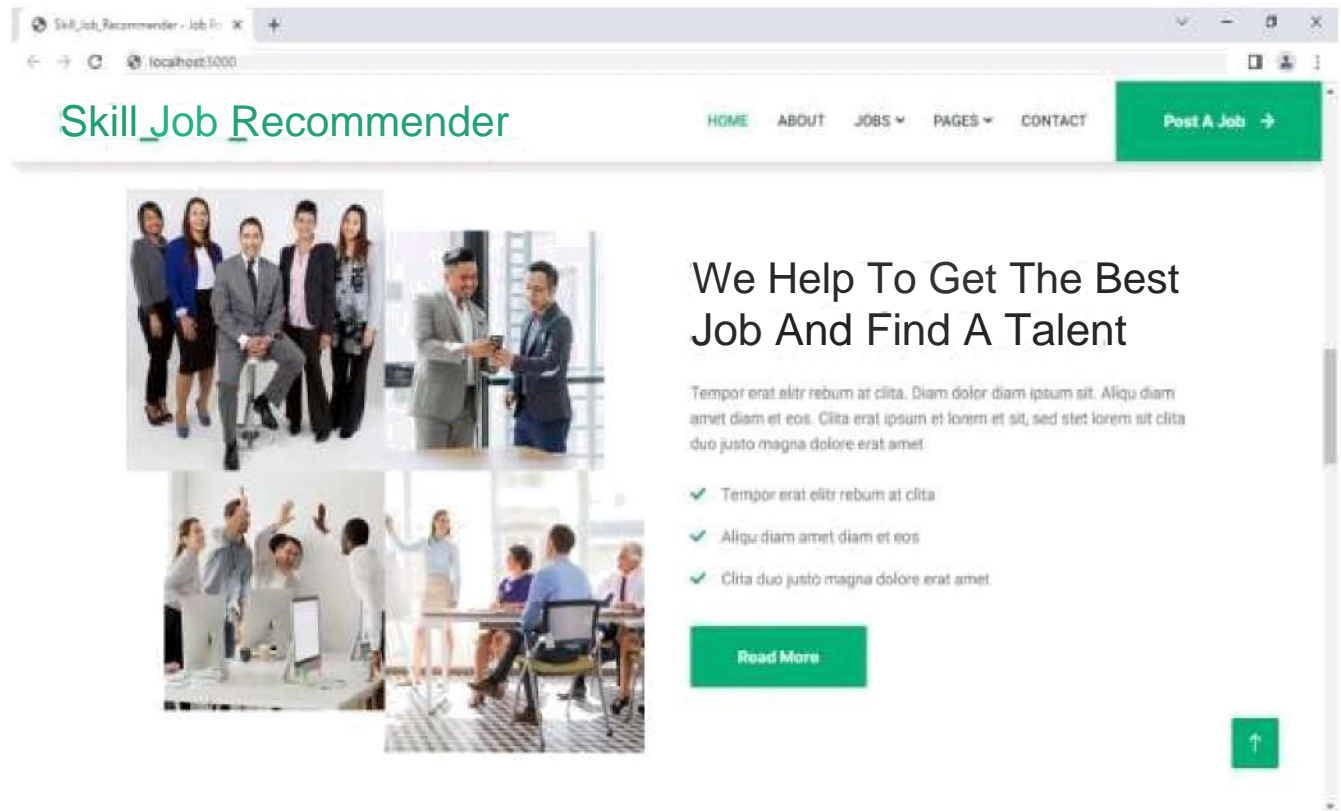 Skill_Job_Recommender - Job Po
localhost:5000
Skill_Job_Recommender
HOME ABOUT JOBS PAGES CONTACT Post A Job
We Help To Get The Best
Job And Find A Talent
Tempor erat elitr rebum at clita. Diam dolor diam ipsum sit. Aliqu diam
amet diam et eos. Clita erat ipsum et lorem et sit, sed stet lorem sit clita
duo justo magna dolore erat amet
Tempor erat elitr rebum at clita
Aliqu diam amet diam et eos
Clita duo justo magna dolore erat amet
Read More